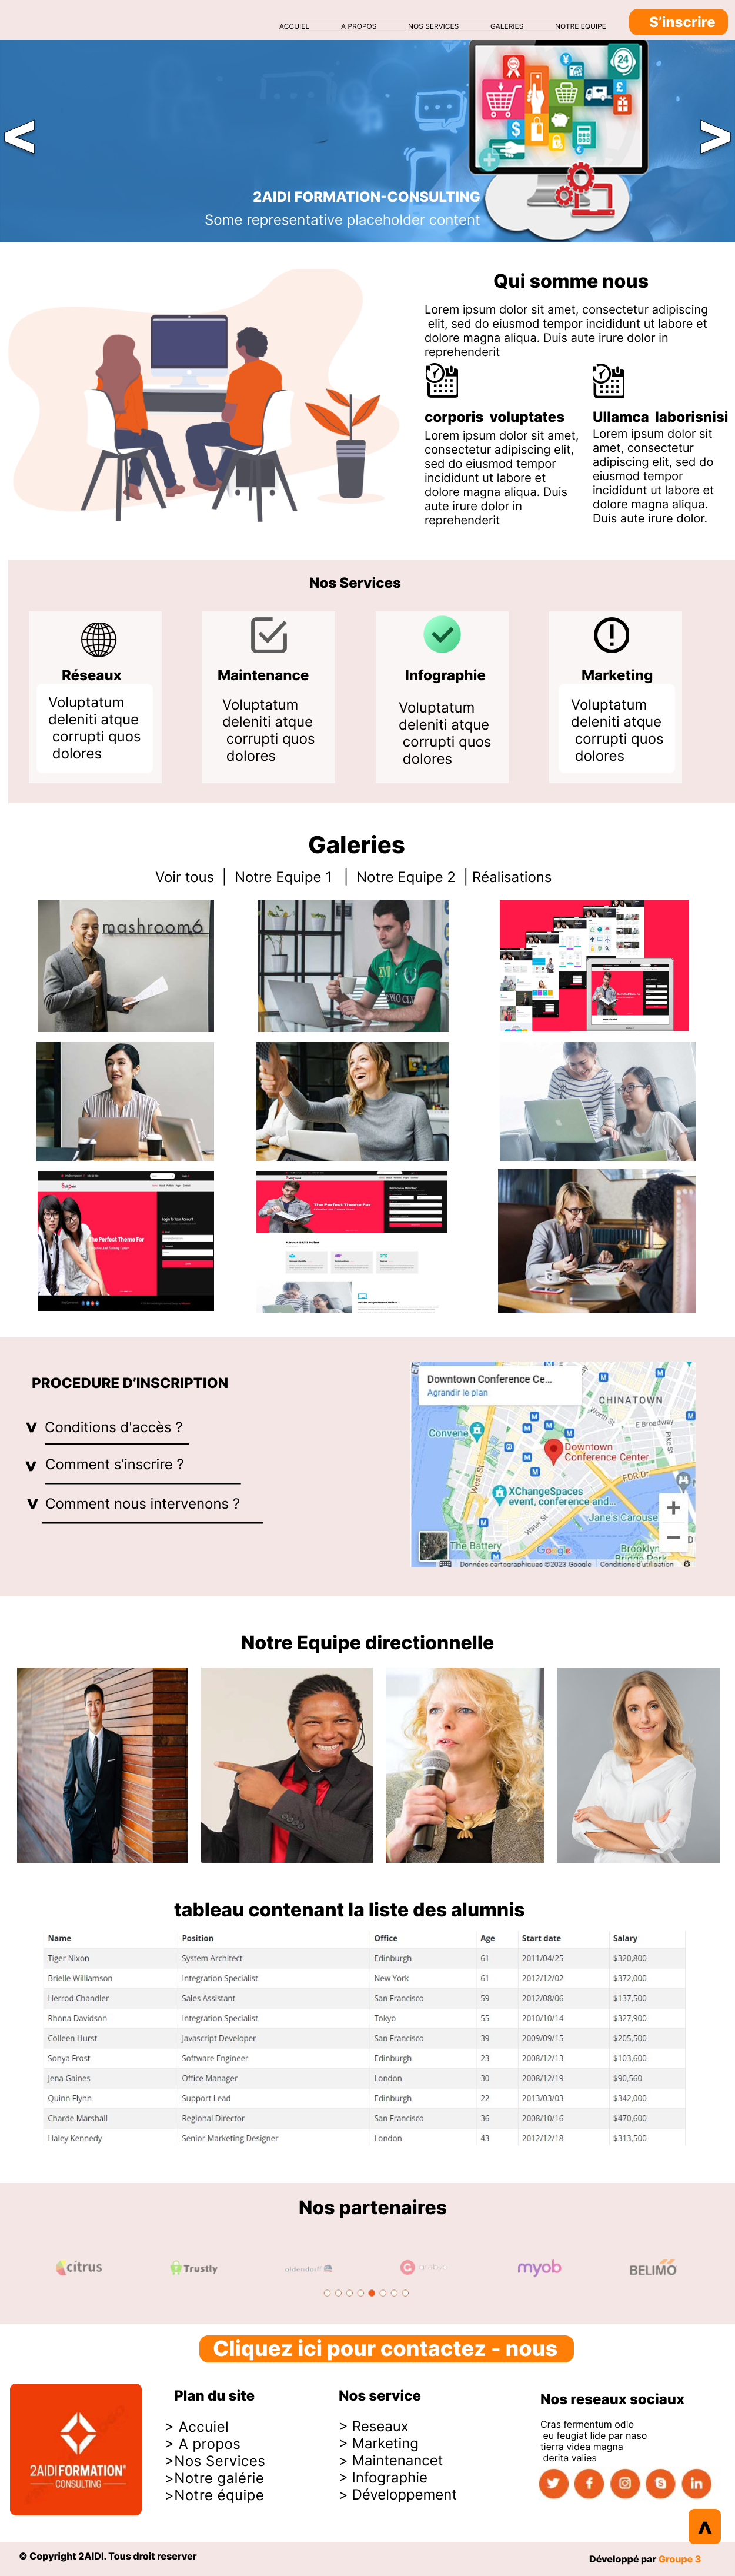 ACCUIEL A PROPOS NOS SERVICES GALERIES NOTRE EQUIPE S'inscrire
24
< >
2AIDI FORMATION-CONSULTING
Some representative placeholder content
Qui somme nous
Lorem ipsum dolor sit amet, consectetur adipiscing
elit, sed do eiusmod tempor incididunt ut labore et
dolore magna aliqua. Duis aute irure dolor in
reprehenderit
corporis voluptates
Lorem ipsum dolor sit amet,
consectetur adipiscing elit,
sed do eiusmod tempor
incididunt ut labore et
dolore magna aliqua. Duis
aute irure dolor in
reprehenderit
Ullamca laborisnisi
Lorem ipsum dolor sit
amet, consectetur
adipiscing elit, sed do
eiusmod tempor
incididunt ut labore et
dolore magna aliqua.
Duis aute irure dolor.
Nos Services
Réseaux
Voluptatum
deleniti atque
corrupti quos
dolores
Maintenance
Voluptatum
deleniti atque
corrupti quos
dolores
Infographie
Voluptatum
deleniti atque
corrupti quos
dolores
Marketing
Voluptatum
deleniti atque
corrupti quos
dolores
Galeries
Voir tous | Notre Equipe 1 | Notre Equipe 2 | Réalisations
mashroom6
The Perfect Theme For
The Perfect Theme For
PROCEDURE D'INSCRIPTION
v Conditions d'accès ?
v Comment s'inscrire ?
v Comment nous intervenons ?
Downtown Conference Ce...
Agrandir le plan
CHINATOWN
Worth St
E Broadway
Pike St
Convene
Downtown
Conference Center
West St
FDR Dr
XChangeSpaces
event, conference and...
Jane's Carouse
Water St
The Battery
Google
Brooklyn
Bridge Park
Données cartographiques ©2023 Google Conditions d'utilisation
Notre Equipe directionnelle
tableau contenant la liste des alumnis
Name Position Office Age Start date Salary
Tiger Nixon System Architect Edinburgh 61 2011/04/25 $320,800
Brielle Williamson Integration Specialist New York 61 2012/12/02 $372,000
Herrod Chandler Sales Assistant San Francisco 59 2012/08/06 $137,500
Rhona Davidson Integration Specialist Tokyo 55 2010/10/14 $327,900
Colleen Hurst Javascript Developer San Francisco 39 2009/09/15 $205,500
Sonya Frost Software Engineer Edinburgh 23 2008/12/13 $103,600
Jena Gaines Office Manager London 30 2008/12/19 $90,560
Quinn Flynn Support Lead Edinburgh 22 2013/03/03 $342,000
Charde Marshall Regional Director San Francisco 36 2008/10/16 $470,600
Haley Kennedy Senior Marketing Designer London 43 2012/12/18 $313,500
Nos partenaires
citrus Trustly myob BELIMO
Cliquez ici pour contactez - nous
2AIDIFORMATION
CONSULTING
Plan du site
> Accuiel
> A propos
>Nos Services
>Notre galérie
>Notre équipe
Nos service
> Reseaux
> Marketing
> Maintenancet
> Infographie
> Développement
Nos reseaux sociaux
Cras fermentum odio
eu feugiat lide par naso
tierra videa magna
derita valies
© Copyright 2AIDI. Tous droit reserver
Développé par Groupe 3